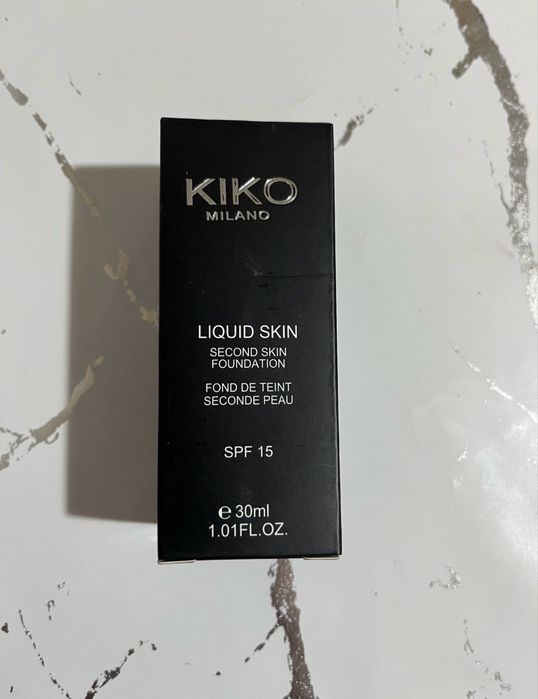 KIKO
MILANO
LIQUID SKIN
SECOND SKIN
FOUNDATION
FOND DE TEINT
SECONDE PEAU
SPF 15
℮ 30ml
1.01FL.OZ.